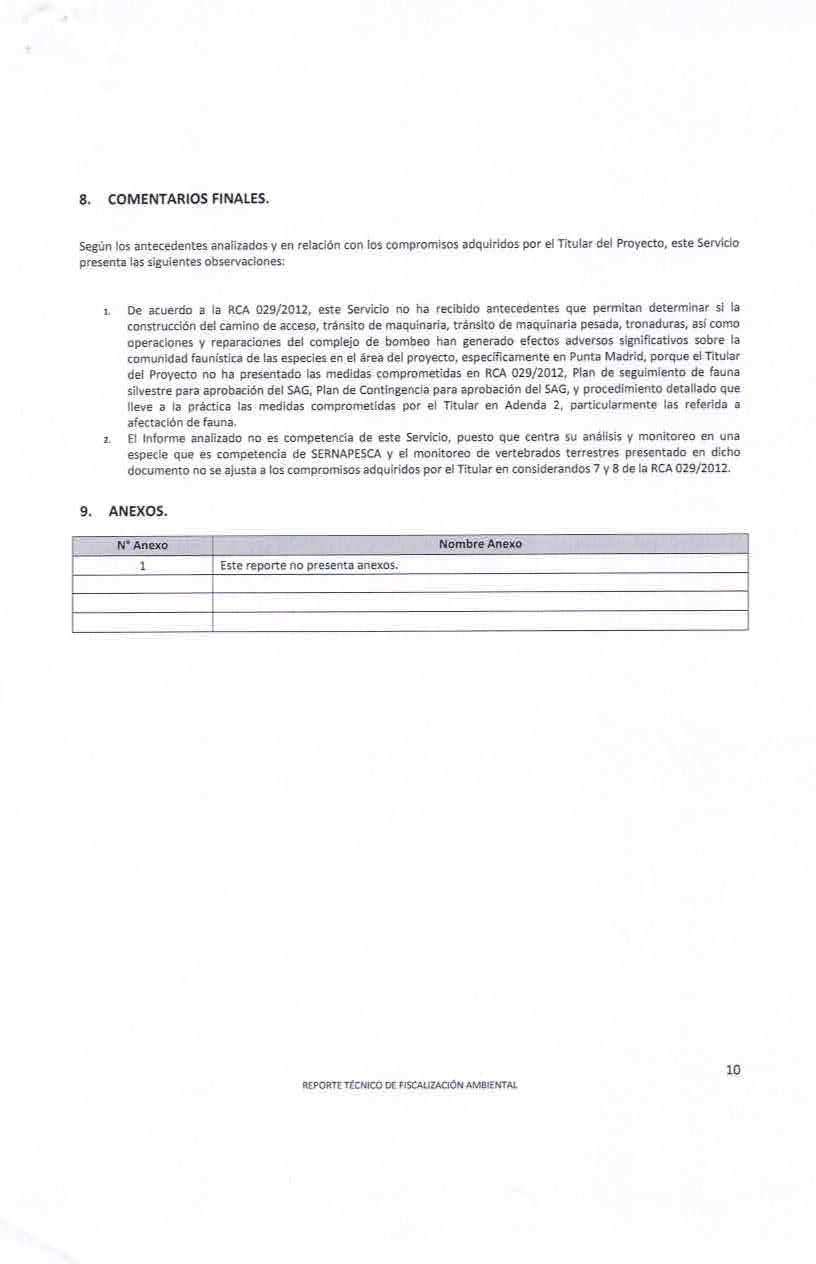 8. COMENTARIOS FINALES.
Según los antecedentes analizados y en relación con los compromisos adquiridos por el Titular del Proyecto, este Servicio
presenta las siguientes observaciones:
1. De acuerdo a la RCA 029/2012, este Servicio no ha recibido antecedentes que permitan determinar si la
construcción del camino de acceso, tránsito de maquinaria, tránsito de maquinaria pesada, tronaduras, así como
operaciones y reparaciones del complejo de bombeo han generado efectos adversos significativos sobre la
comunidad faunística de las especies en el área del proyecto, específicamente en Punta Madrid, porque el Titular
del Proyecto no ha presentado las medidas comprometidas en RCA 029/2012, Plan de seguimiento de fauna
silvestre para aprobación del SAG, Plan de Contingencia para aprobación del SAG, y procedimiento detallado que
lleve a la práctica las medidas comprometidas por el Titular en Adenda 2, particularmente las referida a
afectación de fauna.
2. El Informe analizado no es competencia de este Servicio, puesto que centra su análisis y monitoreo en una
especie que es competencia de SERNAPESCA y el monitoreo de vertebrados terrestres presentado en dicho
documento no se ajusta a los compromisos adquiridos por el Titular en considerandos 7 y 8 de la RCA 029/2012.
9. ANEXOS.
N° Anexo Nombre Anexo
1 Este reporte no presenta anexos.
10
REPORTE TÉCNICO DE FISCALIZACIÓN AMBIENTAL